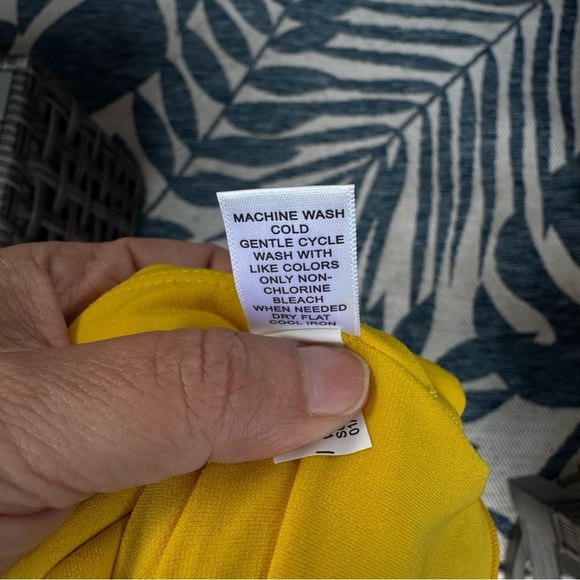 MACHINE WASH
COLD
GENTLE CYCLE
WASH WITH
LIKE COLORS
ONLY NON-
CHLORINE
BLEACH
WHEN NEEDED
DRY FLAT
COOL IRON